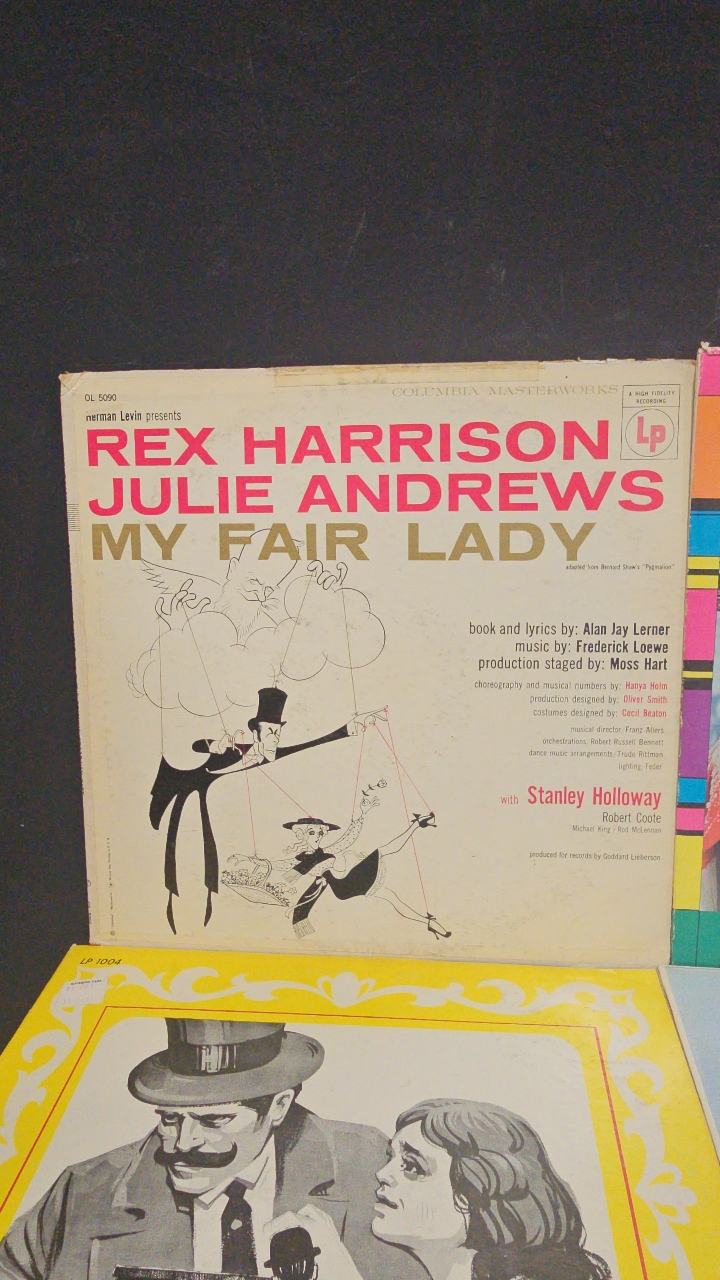 OL 5090
COLUMBIA MASTERWORKS
A HIGH FIDELITY
RECORDING
Lp
Herman Levin presents
REX HARRISON
JULIE ANDREWS
MY FAIR LADY
adapted from Bernard Shaw's "Pygmalion"
book and lyrics by: Alan Jay Lerner
music by: Frederick Loewe
production staged by: Moss Hart
choreography and musical numbers by: Hanya Holm
production designed by: Oliver Smith
costumes designed by: Cecil Beaton
musical director/Franz Allers
orchestrations/Robert Russell Bennett
dance music arrangements/Trude Rittman
lighting/Feder
with Stanley Holloway
Robert Coote
Michael King / Rod McLennan
produced for records by Goddard Lieberson
LP 1004